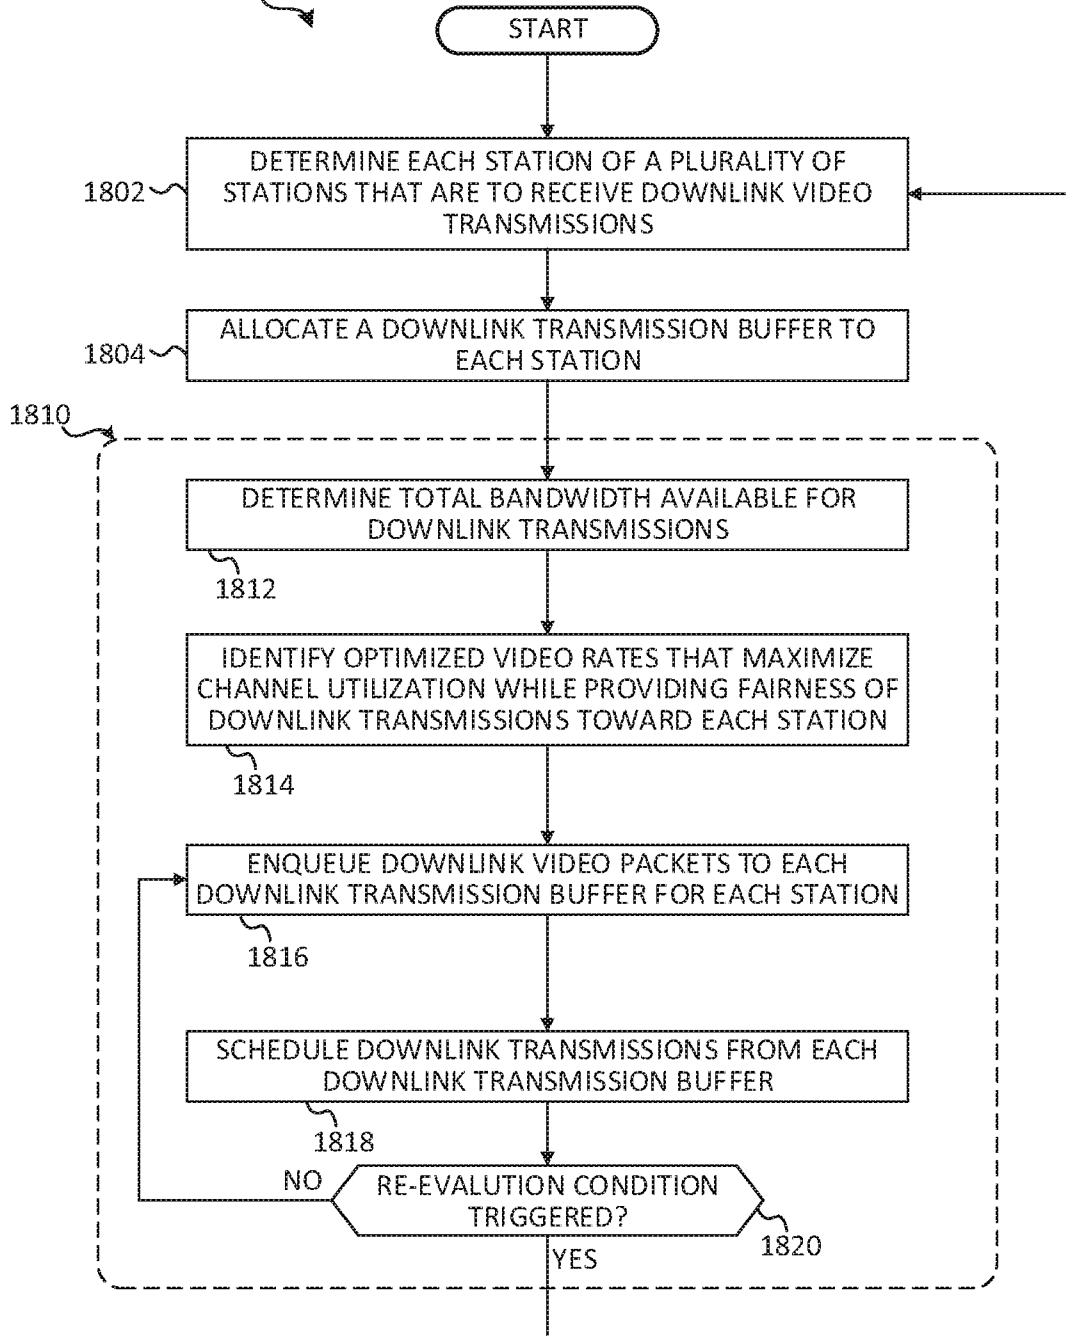 START
DETERMINE EACH STATION OF A PLURALITY OF
STATIONS THAT ARE TO RECEIVE DOWNLINK VIDEO
TRANSMISSIONS
1802
ALLOCATE A DOWNLINK TRANSMISSION BUFFER TO
EACH STATION
1804
1810
DETERMINE TOTAL BANDWIDTH AVAILABLE FOR
DOWNLINK TRANSMISSIONS
1812
IDENTIFY OPTIMIZED VIDEO RATES THAT MAXIMIZE
CHANNEL UTILIZATION WHILE PROVIDING FAIRNESS OF
DOWNLINK TRANSMISSIONS TOWARD EACH STATION
1814
ENQUEUE DOWNLINK VIDEO PACKETS TO EACH
DOWNLINK TRANSMISSION BUFFER FOR EACH STATION
1816
SCHEDULE DOWNLINK TRANSMISSIONS FROM EACH
DOWNLINK TRANSMISSION BUFFER
1818
NO
RE-EVALUTION CONDITION
TRIGGERED?
1820
YES